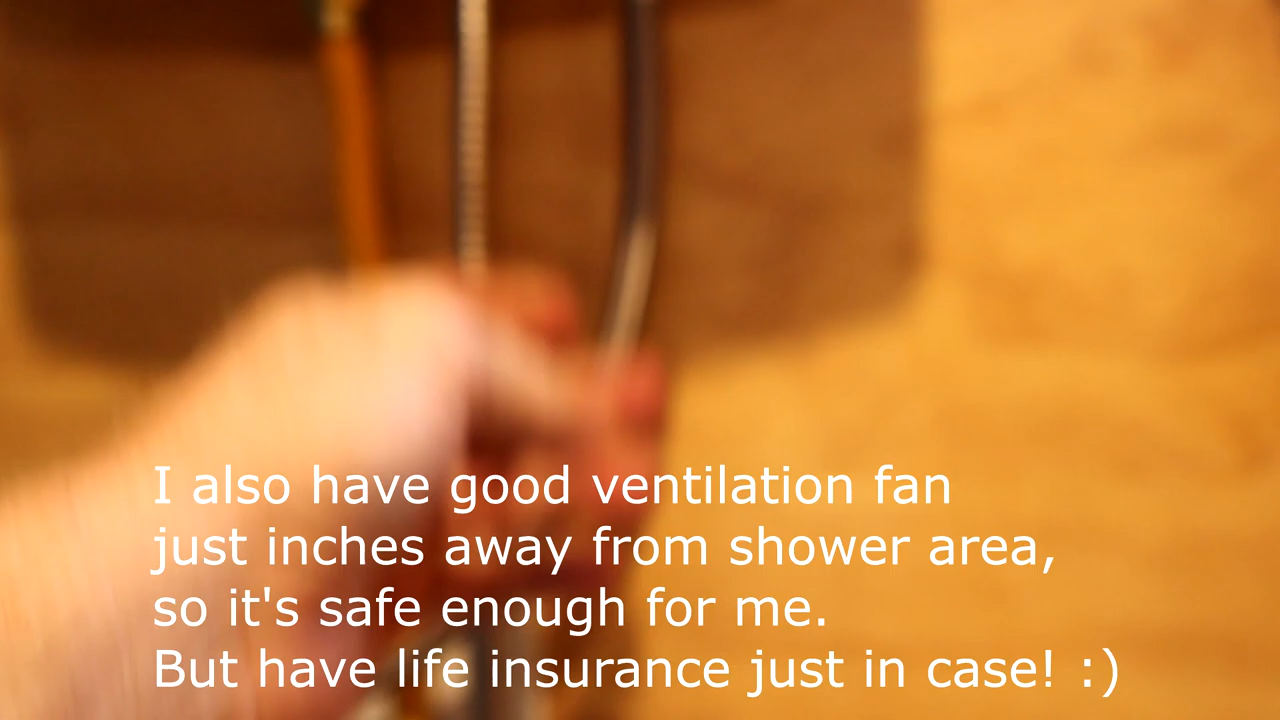 I also have good ventilation fan
just inches away from shower area,
so it's safe enough for me.
But have life insurance just in case! :)